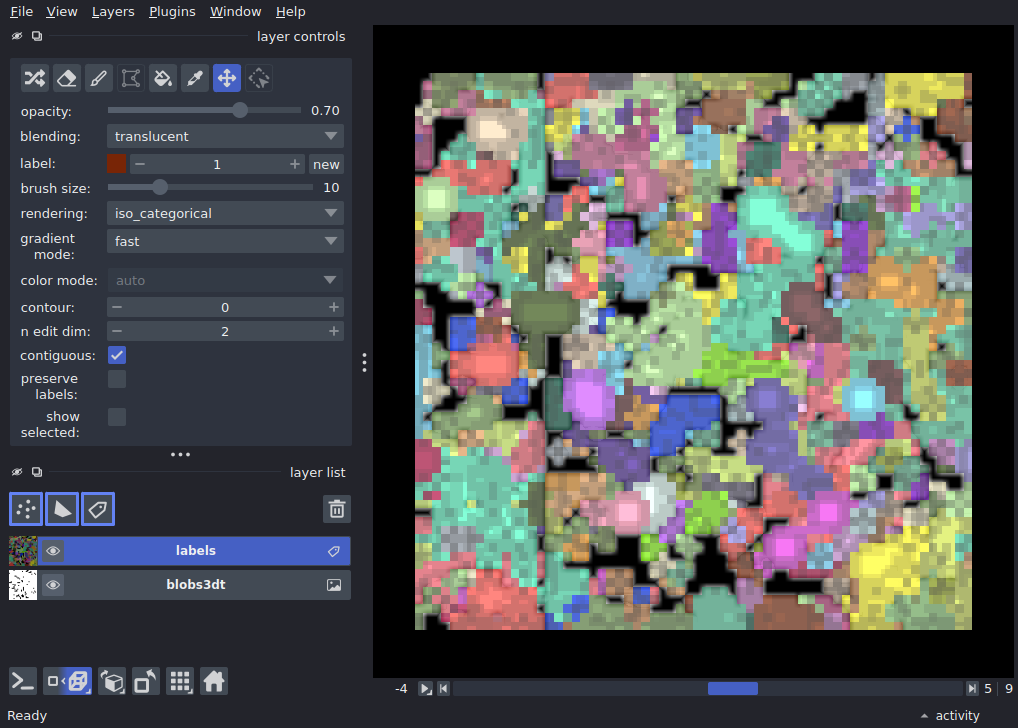 File View Layers Plugins Window Help
layer controls
opacity: 0.70
blending: translucent
label: 1 new
brush size: 10
rendering: iso_categorical
gradient mode: fast
color mode: auto
contour: 0
n edit dim: 2
contiguous:
preserve labels:
show selected:
layer list
labels
blobs3dt
-4 5 9
Ready activity